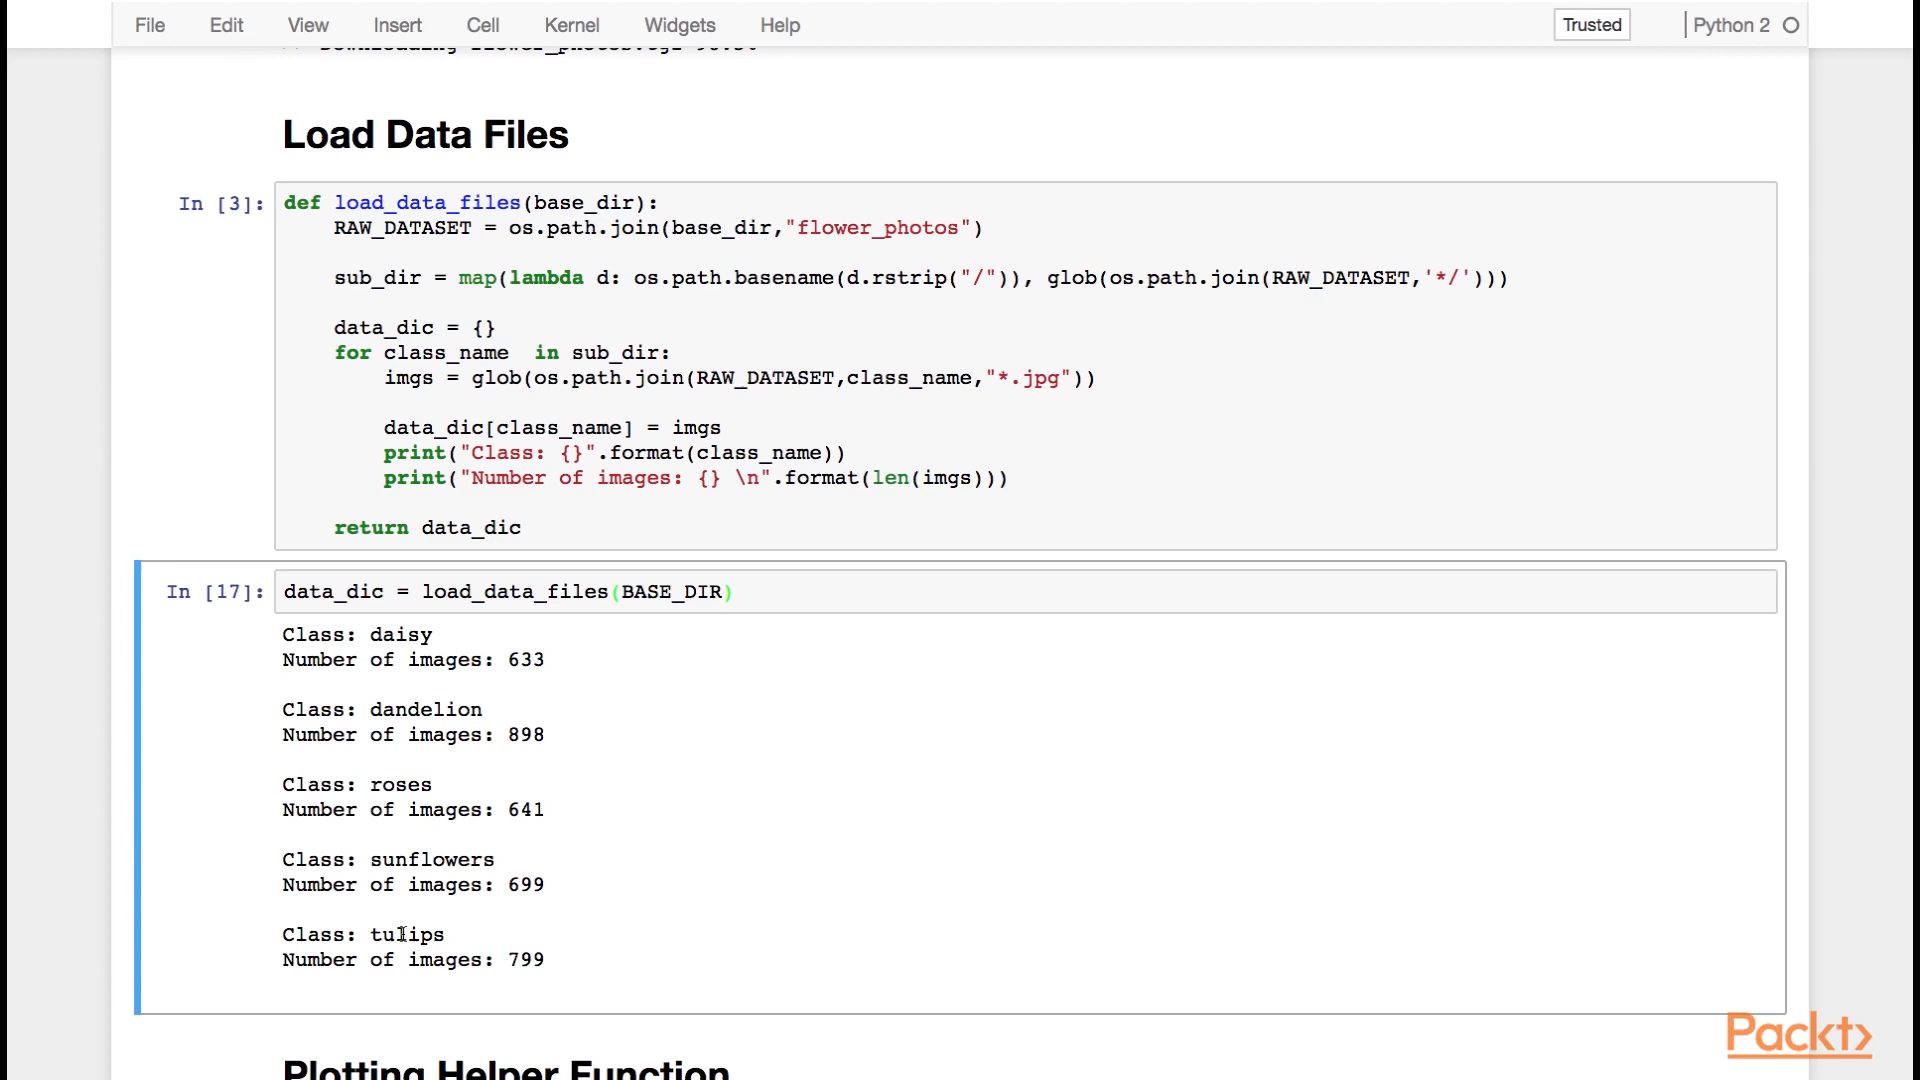 File Edit View Insert Cell Kernel Widgets Help Trusted Python 2
Load Data Files
In [3]: def load_data_files(base_dir):
RAW_DATASET = os.path.join(base_dir,"flower_photos")
sub_dir = map(lambda d: os.path.basename(d.rstrip("/")), glob(os.path.join(RAW_DATASET,'*/')))
data_dic = {}
for class_name  in sub_dir:
imgs = glob(os.path.join(RAW_DATASET,class_name,"*.jpg"))
data_dic[class_name] = imgs
print("Class: {}".format(class_name))
print("Number of images: {} \n".format(len(imgs)))
return data_dic
In [17]: data_dic = load_data_files(BASE_DIR)
Class: daisy
Number of images: 633
Class: dandelion
Number of images: 898
Class: roses
Number of images: 641
Class: sunflowers
Number of images: 699
Class: tulips
Number of images: 799
Packt>
Plotting Helper Function